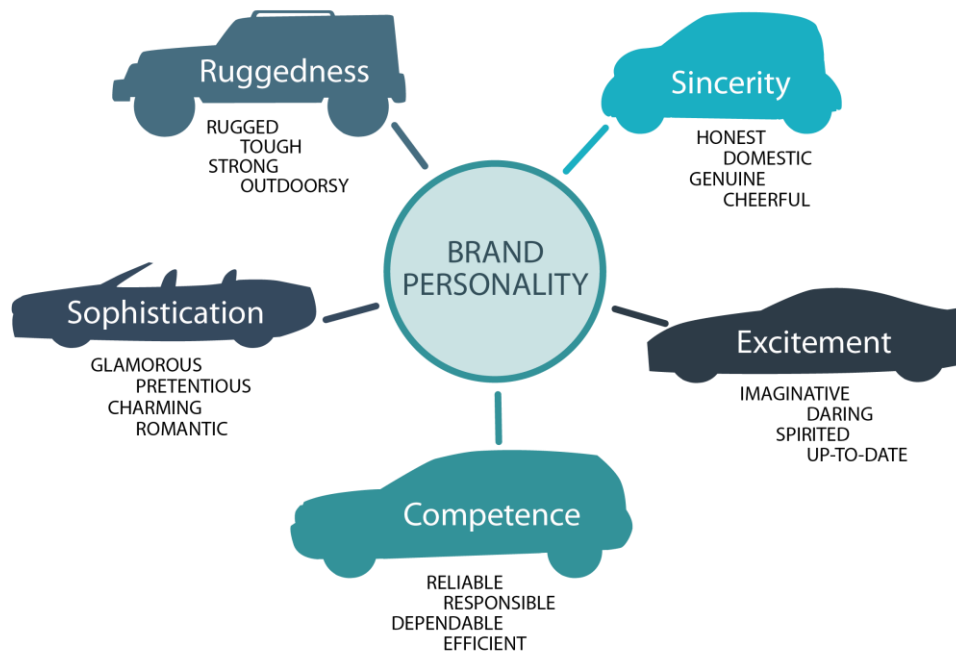 Ruggedness
RUGGED
TOUGH
STRONG
OUTDOORSY
Sincerity
HONEST
DOMESTIC
GENUINE
CHEERFUL
BRAND
PERSONALITY
Sophistication
GLAMOROUS
PRETENTIOUS
CHARMING
ROMANTIC
Excitement
IMAGINATIVE
DARING
SPIRITED
UP-TO-DATE
Competence
RELIABLE
RESPONSIBLE
DEPENDABLE
EFFICIENT